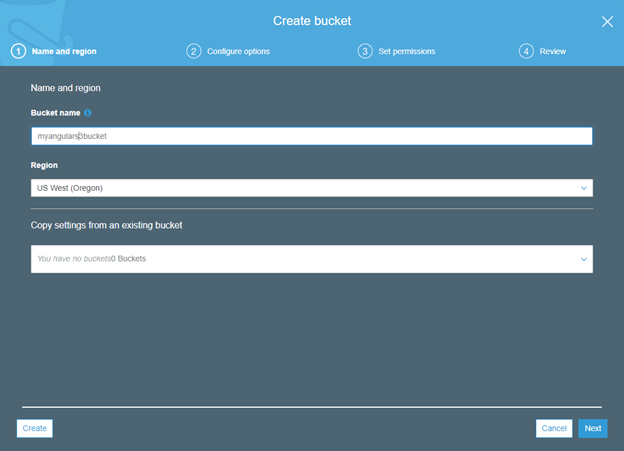 Create bucket
1 Name and region 2 Configure options 3 Set permissions 4 Review
Name and region
Bucket name
myangulars3bucket
Region
US West (Oregon)
Copy settings from an existing bucket
You have no buckets0 Buckets
Create Cancel Next